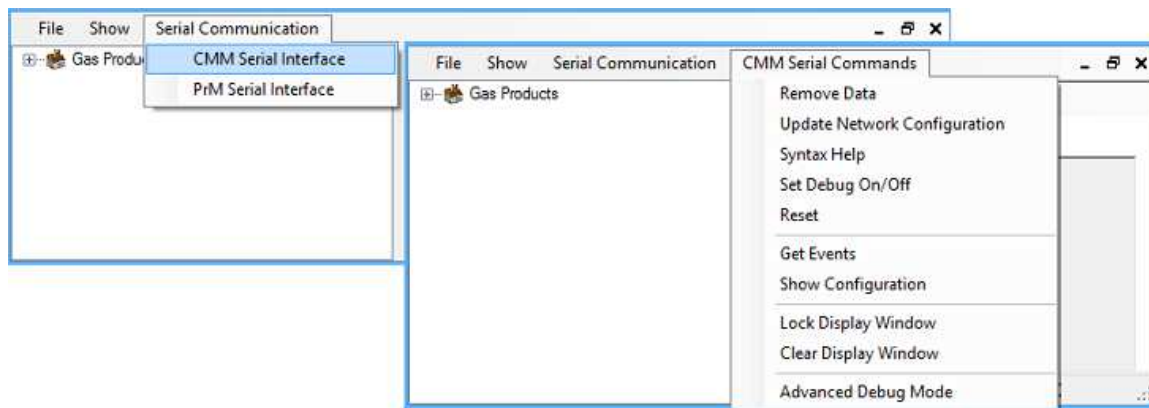 File Show Serial Communication
Gas Produ
CMM Serial Interface
PrM Serial Interface
File Show Serial Communication CMM Serial Commands
Gas Products
Remove Data
Update Network Configuration
Syntax Help
Set Debug On/Off
Reset
Get Events
Show Configuration
Lock Display Window
Clear Display Window
Advanced Debug Mode